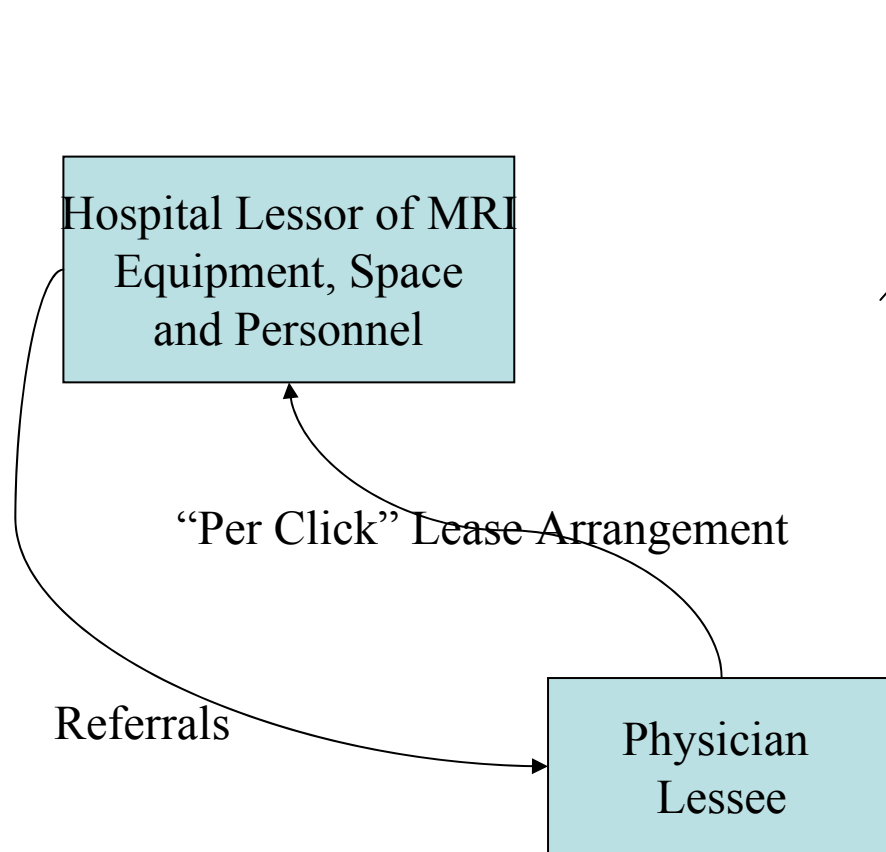 Hospital Lessor of MRI
Equipment, Space
and Personnel
“Per Click” Lease Arrangement
Referrals
Physician
Lessee